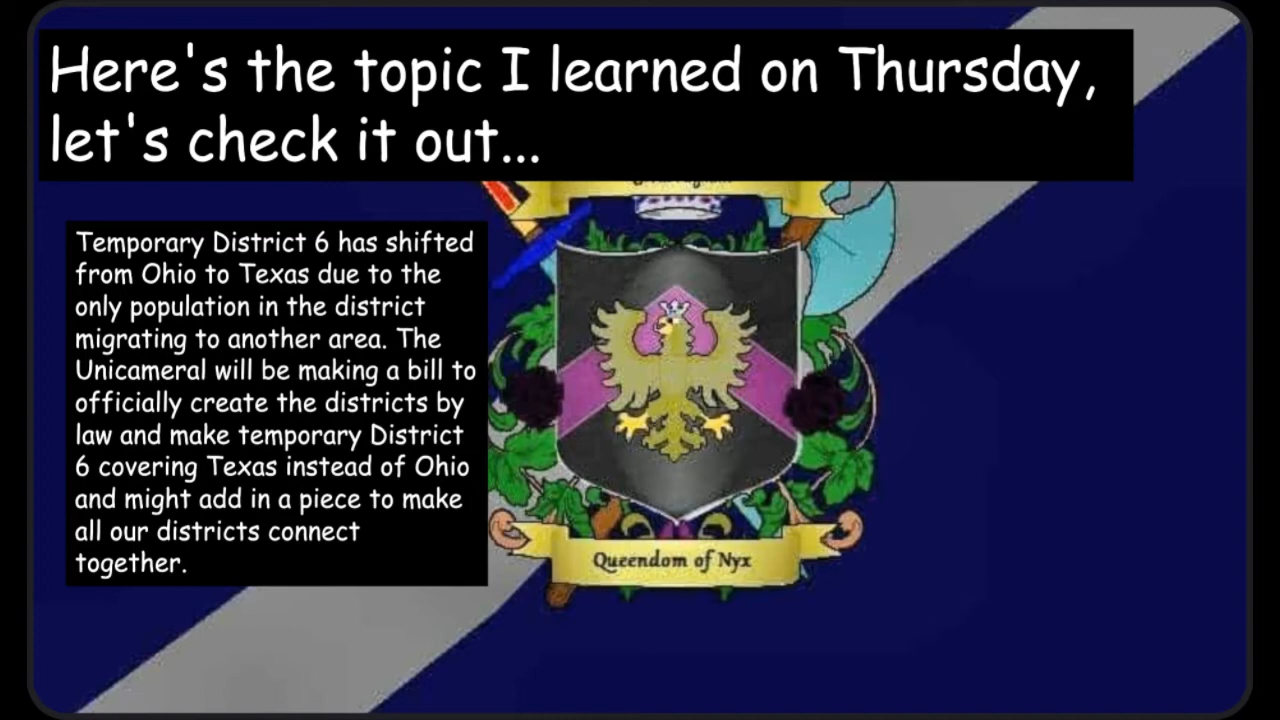 Here's the topic I learned on Thursday,
let's check it out...
Temporary District 6 has shifted
from Ohio to Texas due to the
only population in the district
migrating to another area. The
Unicameral will be making a bill to
officially create the districts by
law and make temporary District
6 covering Texas instead of Ohio
and might add in a piece to make
all our districts connect
together.
Queendom of Nyx